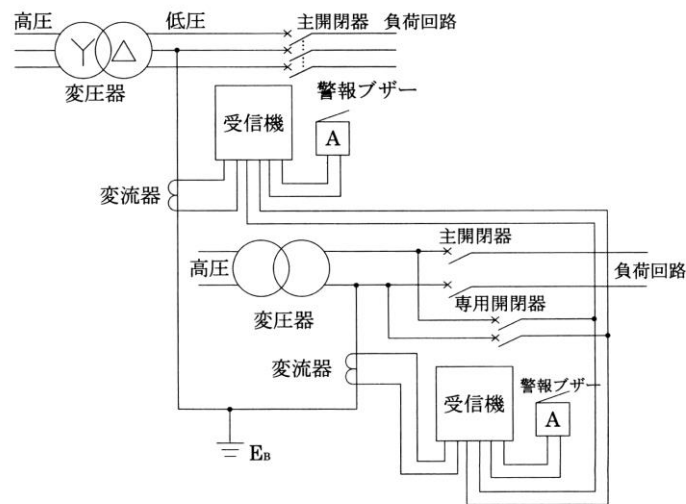 高圧
低圧
主開閉器
負荷回路
変圧器
警報ブザー
受信機
A
変流器
主開閉器
高圧
負荷回路
専用開閉器
変圧器
変流器
警報ブザー
受信機
A
EB